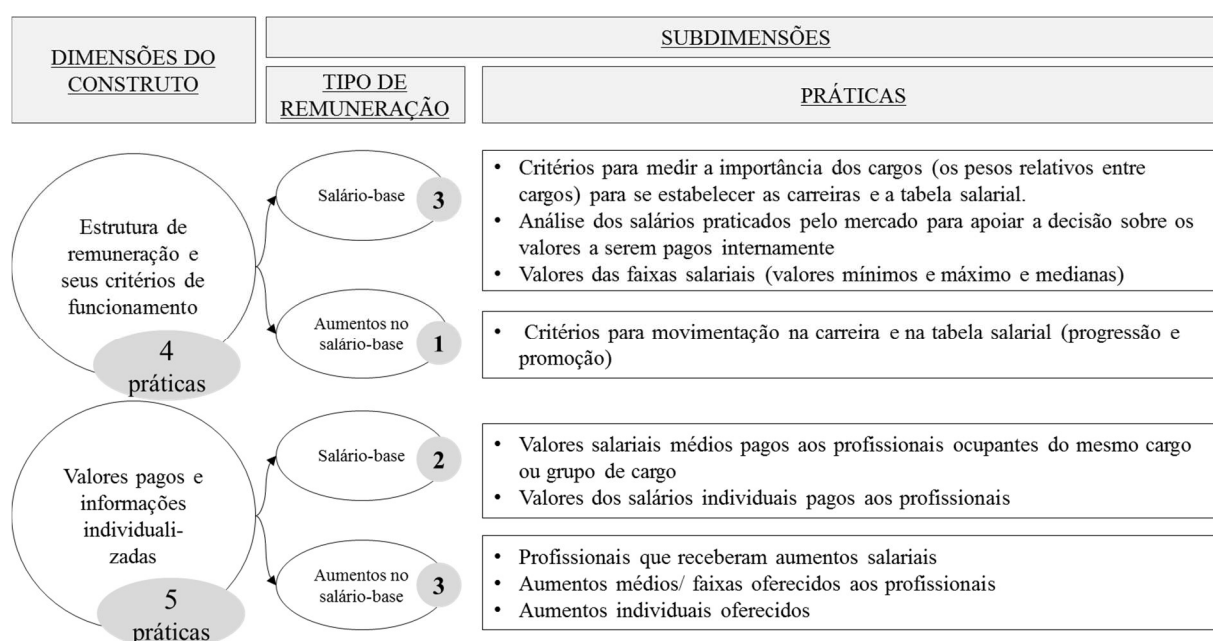 DIMENSÕES DO
CONSTRUTO
SUBDIMENSÕES
TIPO DE
REMUNERAÇÃO
PRÁTICAS
Estrutura de
remuneração e
seus critérios de
funcionamento
4
práticas
Salário-base
3
• Critérios para medir a importância dos cargos (os pesos relativos entre
cargos) para se estabelecer as carreiras e a tabela salarial.
• Análise dos salários praticados pelo mercado para apoiar a decisão sobre os
valores a serem pagos internamente
• Valores das faixas salariais (valores mínimos e máximo e medianas)
Aumentos no
salário-base
1
• Critérios para movimentação na carreira e na tabela salarial (progressão e
promoção)
Valores pagos e
informações
individuali-
zadas
5
práticas
Salário-base
2
• Valores salariais médios pagos aos profissionais ocupantes do mesmo cargo
ou grupo de cargo
• Valores dos salários individuais pagos aos profissionais
Aumentos no
salário-base
3
• Profissionais que receberam aumentos salariais
• Aumentos médios/ faixas oferecidos aos profissionais
• Aumentos individuais oferecidos